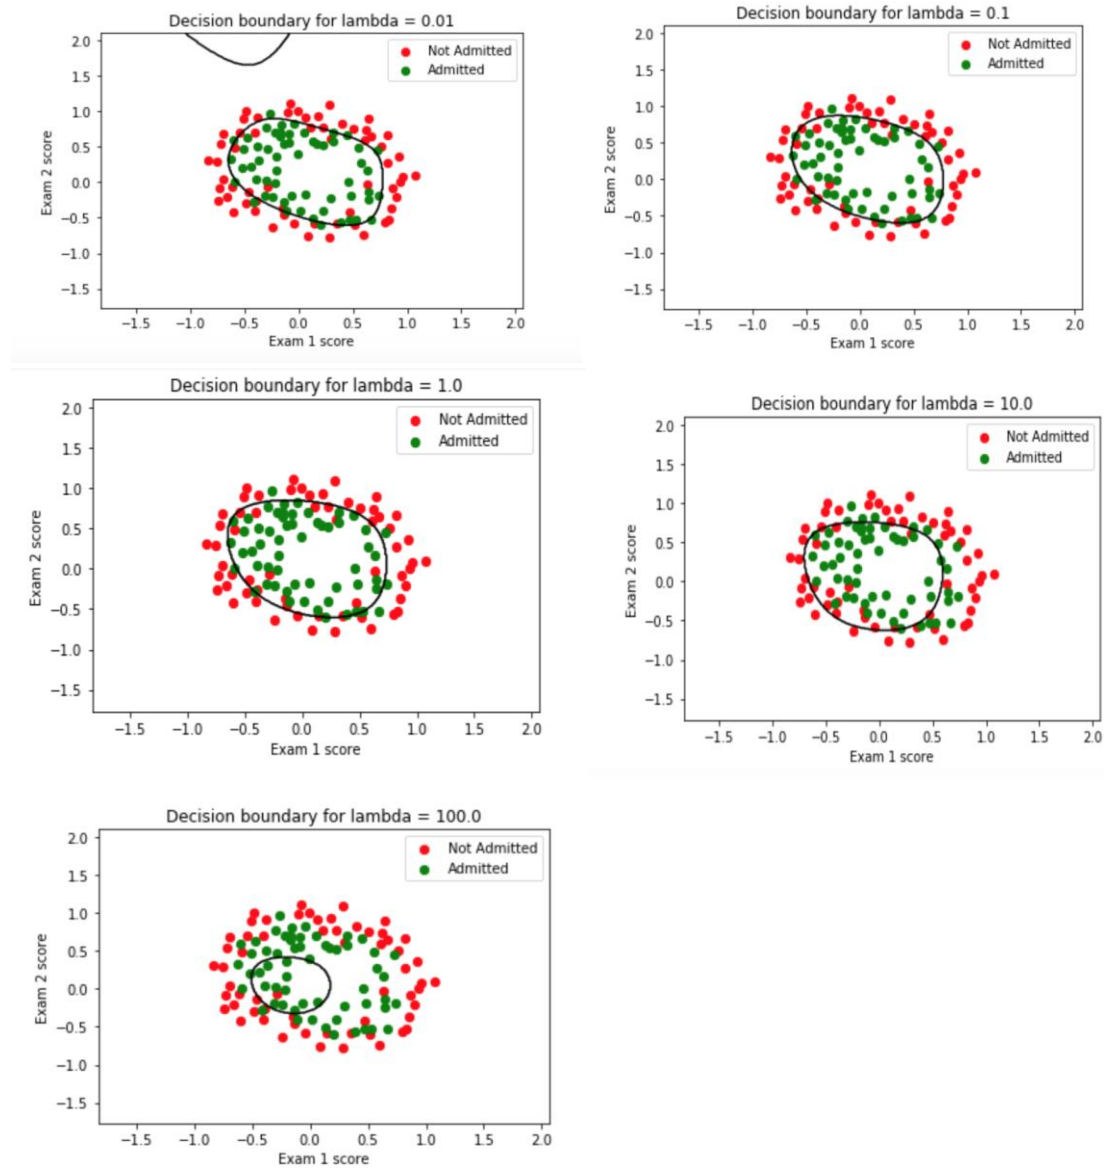 Decision boundary for lambda = 0.01
2.0
1.5
1.0
0.5
0.0
−0.5
−1.0
−1.5
Exam 2 score
Not Admitted
Admitted
−1.5 −1.0 −0.5 0.0 0.5 1.0 1.5 2.0
Exam 1 score
Decision boundary for lambda = 0.1
2.0
1.5
1.0
0.5
0.0
−0.5
−1.0
−1.5
Exam 2 score
Not Admitted
Admitted
−1.5 −1.0 −0.5 0.0 0.5 1.0 1.5 2.0
Exam 1 score
Decision boundary for lambda = 1.0
2.0
1.5
1.0
0.5
0.0
−0.5
−1.0
−1.5
Exam 2 score
Not Admitted
Admitted
−1.5 −1.0 −0.5 0.0 0.5 1.0 1.5 2.0
Exam 1 score
Decision boundary for lambda = 10.0
2.0
1.5
1.0
0.5
0.0
−0.5
−1.0
−1.5
Exam 2 score
Not Admitted
Admitted
−1.5 −1.0 −0.5 0.0 0.5 1.0 1.5 2.0
Exam 1 score
Decision boundary for lambda = 100.0
2.0
1.5
1.0
0.5
0.0
−0.5
−1.0
−1.5
Exam 2 score
Not Admitted
Admitted
−1.5 −1.0 −0.5 0.0 0.5 1.0 1.5 2.0
Exam 1 score